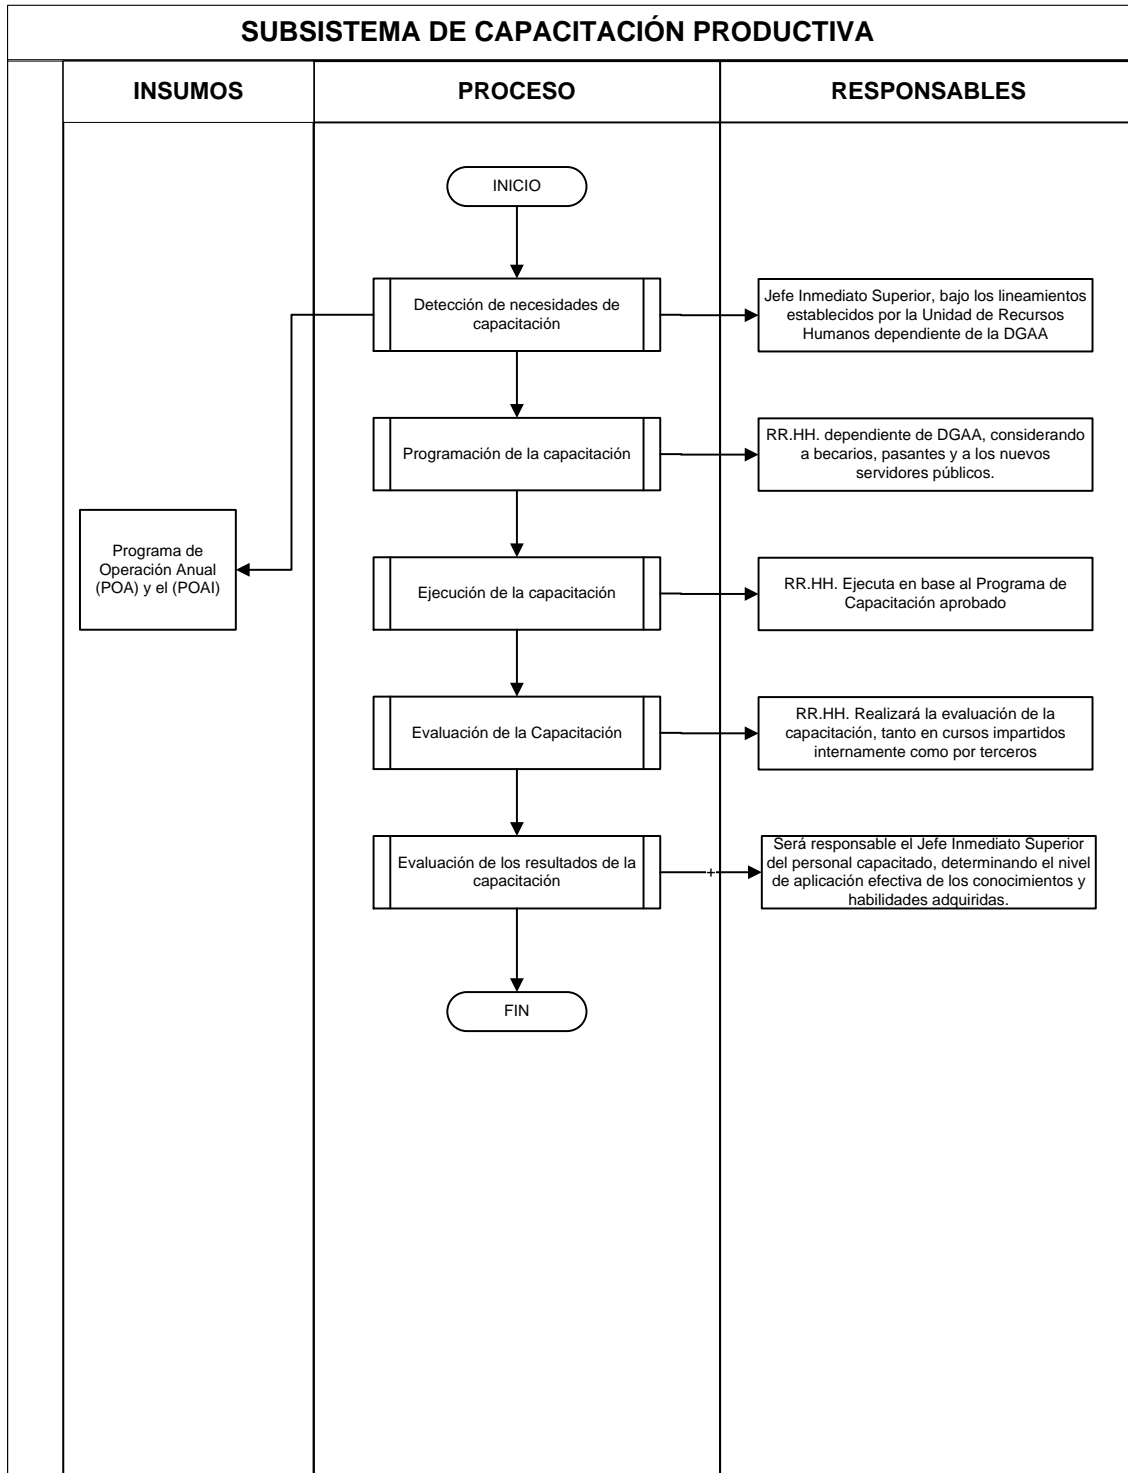 SUBSISTEMA DE CAPACITACIÓN PRODUCTIVA
INSUMOS
PROCESO
RESPONSABLES
INICIO
Detección de necesidades de
capacitación
Jefe Inmediato Superior, bajo los lineamientos
establecidos por la Unidad de Recursos
Humanos dependiente de la DGAA
Programación de la capacitación
RR.HH. dependiente de DGAA, considerando
a becarios, pasantes y a los nuevos
servidores públicos.
Programa de
Operación Anual
(POA) y el (POAI)
Ejecución de la capacitación
RR.HH. Ejecuta en base al Programa de
Capacitación aprobado
Evaluación de la Capacitación
RR.HH. Realizará la evaluación de la
capacitación, tanto en cursos impartidos
internamente como por terceros
Evaluación de los resultados de la
capacitación
Será responsable el Jefe Inmediato Superior
del personal capacitado, determinando el nivel
de aplicación efectiva de los conocimientos y
habilidades adquiridas.
FIN